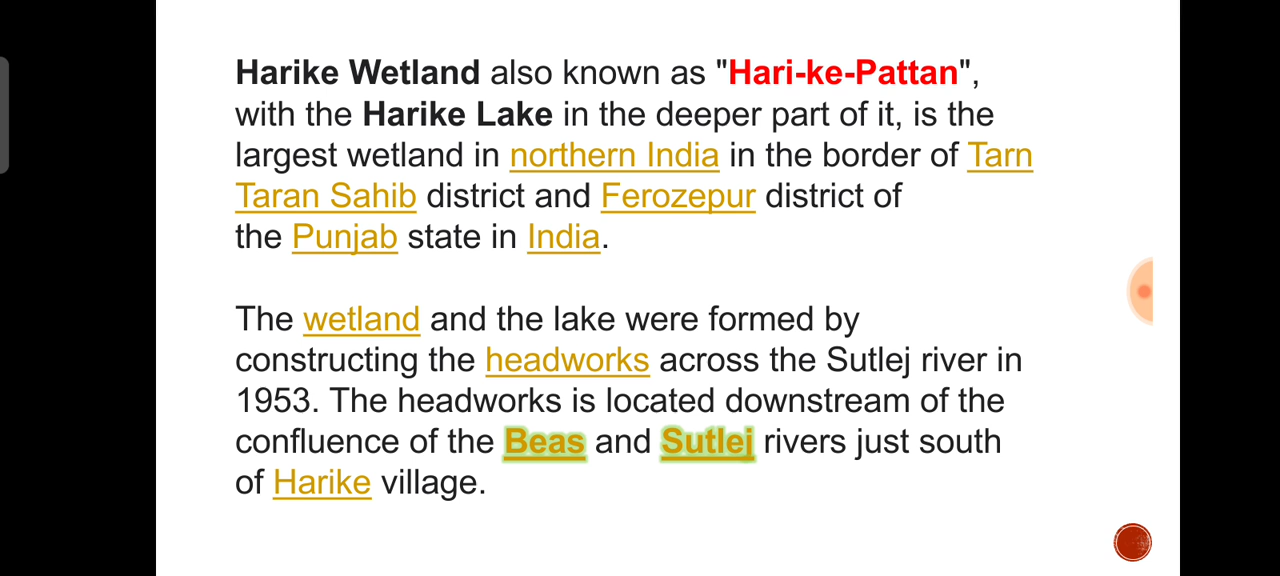 Harike Wetland also known as "Hari-ke-Pattan",
with the Harike Lake in the deeper part of it, is the
largest wetland in northern India in the border of Tarn
Taran Sahib district and Ferozepur district of
the Punjab state in India.
The wetland and the lake were formed by
constructing the headworks across the Sutlej river in
1953. The headworks is located downstream of the
confluence of the Beas and Sutlej rivers just south
of Harike village.